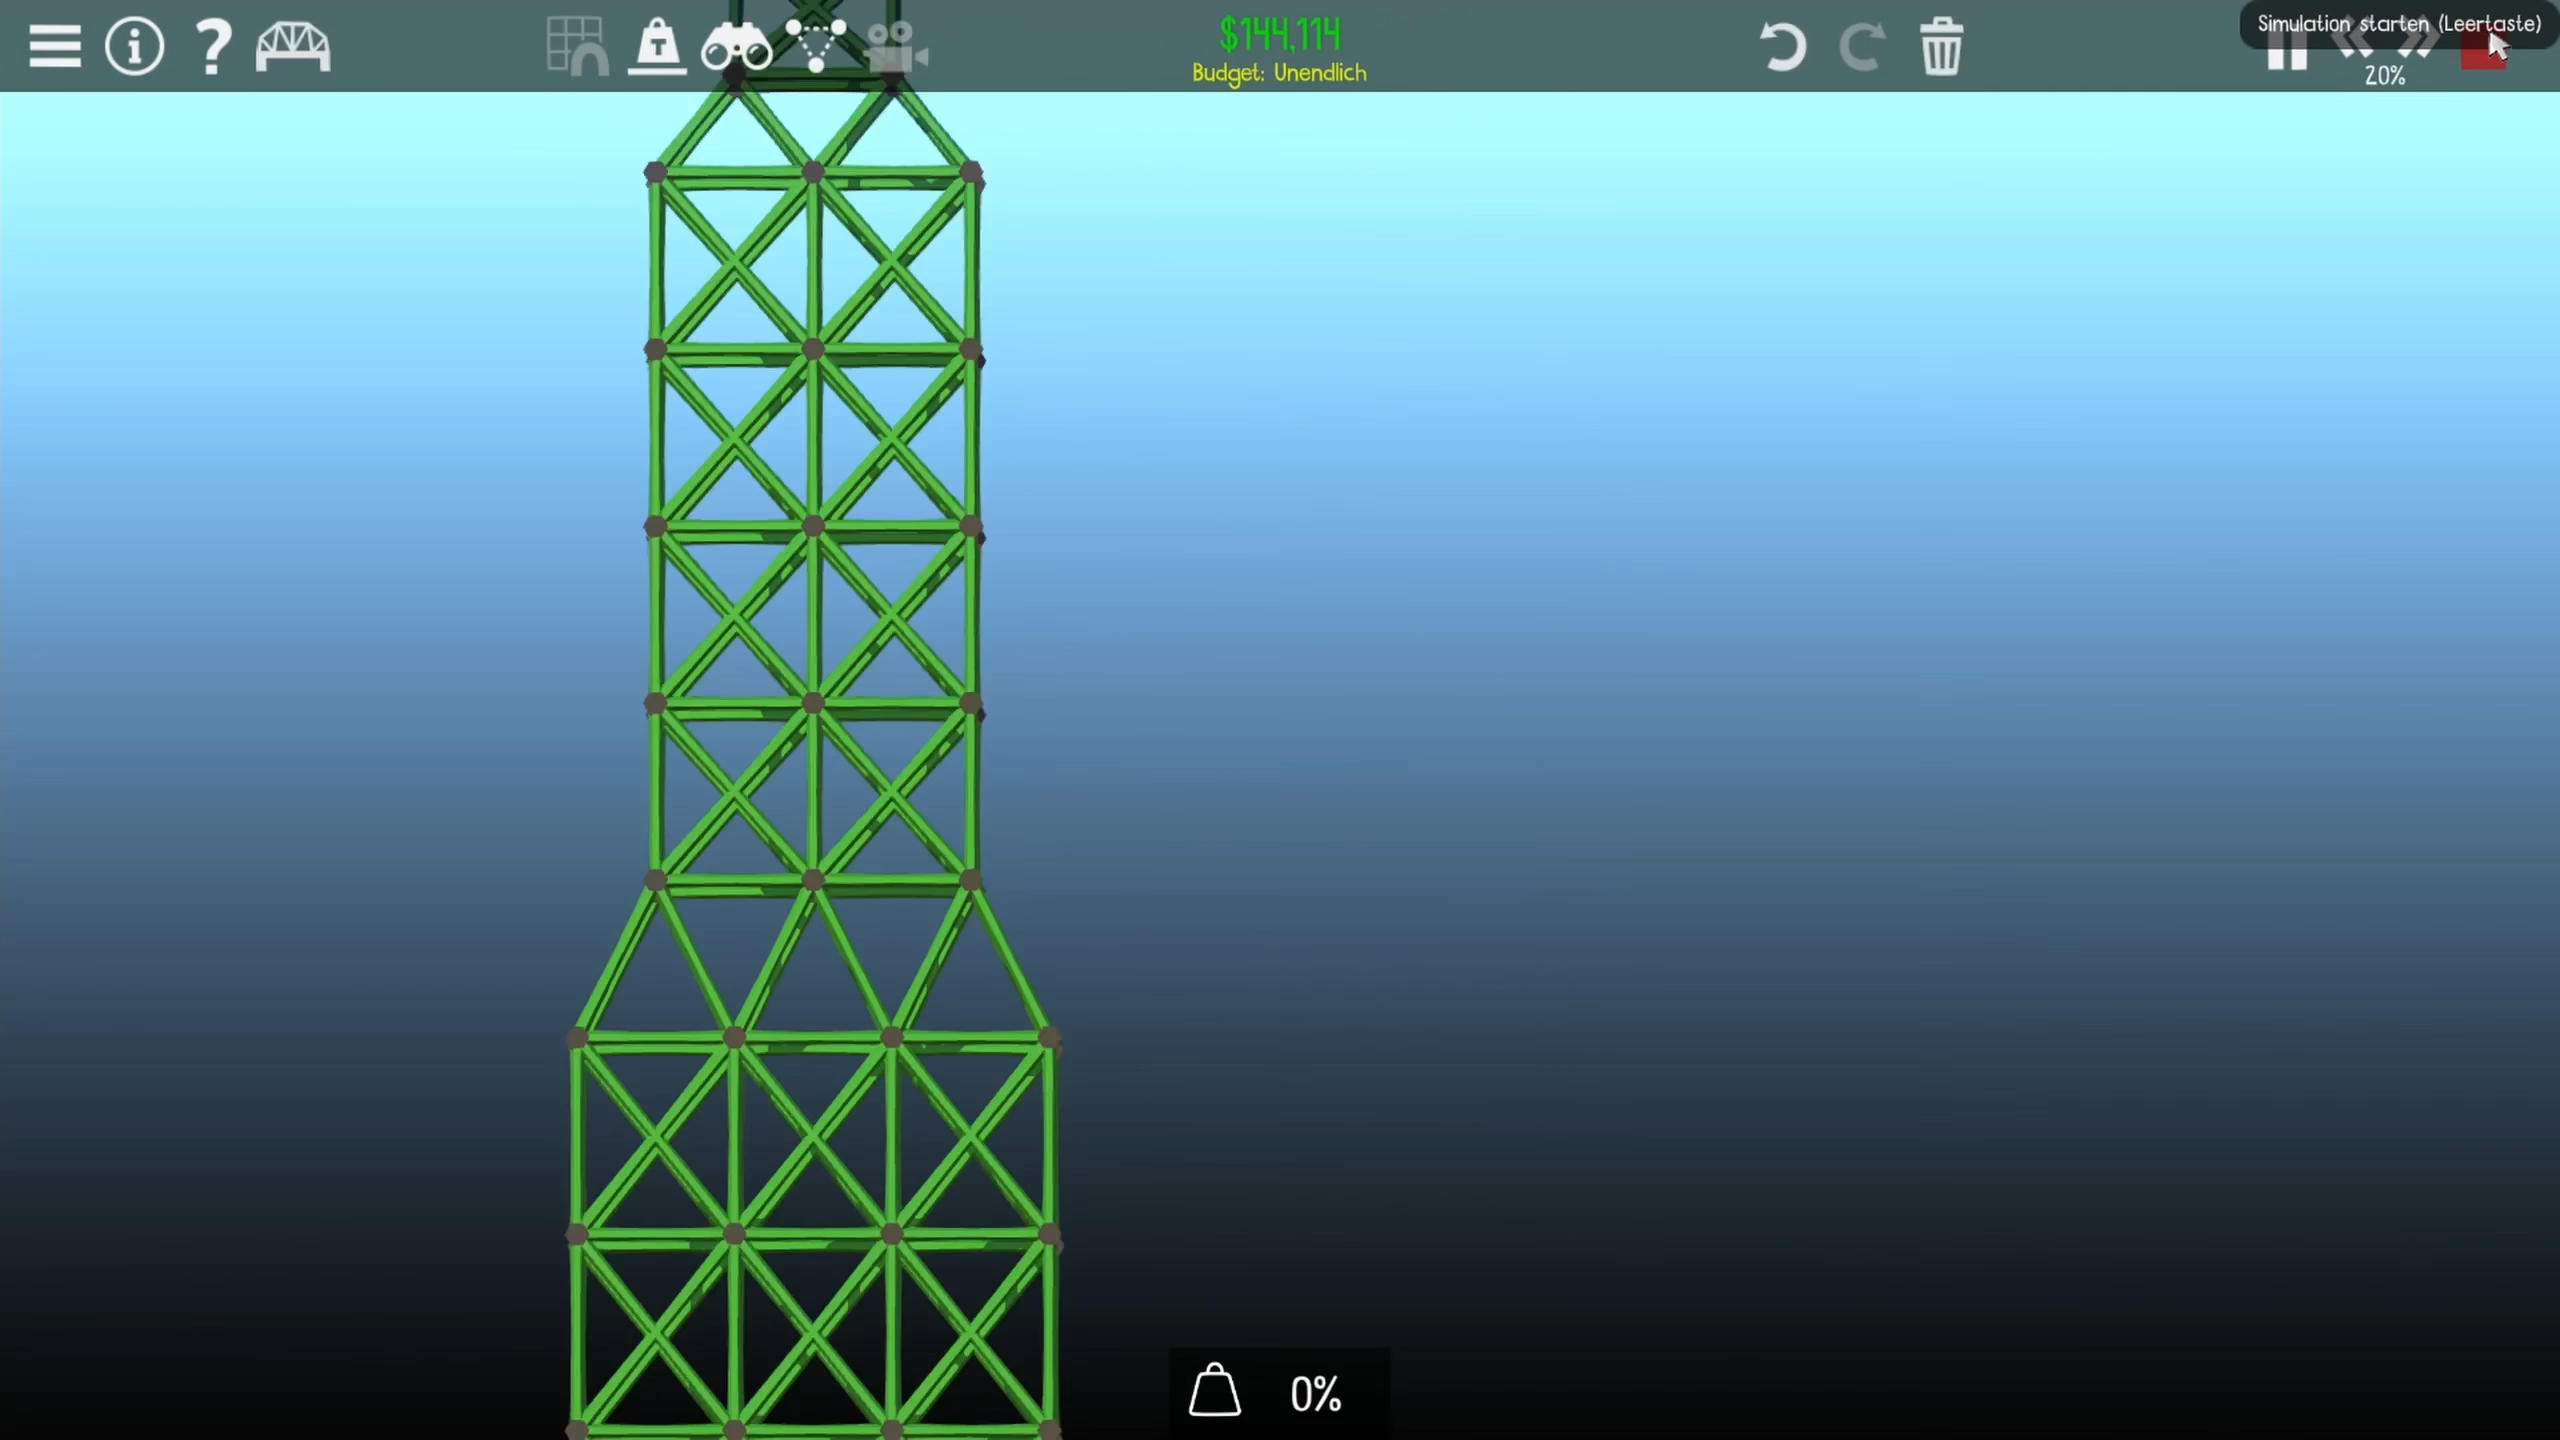 $144,114
Budget: Unendlich
Simulation starten (Leertaste)
20%
0%